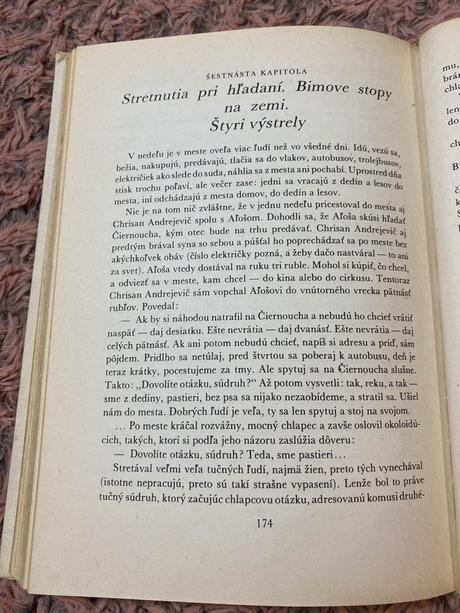 ŠESTNÁSTA KAPITOLA
Stretnutia pri hľadaní. Bimove stopy
na zemi.
Štyri výstrely
V nedeľu je v meste oveľa viac ľudí než vo všedné dni. Idú, vezú sa,
bežia, nakupujú, predávajú, tlačia sa do vlakov, autobusov, trolejbusov,
električiek ako slede do suda, náhlia sa z mesta ani pochabí. Uprostred dňa
stisk trochu poľaví, ale večer zase: jedni sa vracajú z dedín a lesov do
mesta, iní odchádzajú z mesta domov, do dedín a lesov.
Nie je na tom nič zvláštne, že v jednu nedeľu pricestoval do mesta aj
Chrisan Andrejevič spolu s Aľošom. Dohodli sa, že Aľoša skúsi hľadať
Čiernoucha, kým otec bude na trhu predávať. Chrisan Andrejevič aj
predtým brával syna so sebou a púšťal ho poprechádzať sa po meste bez
akýchkoľvek obáv (číslo električky pozná, a žeby dačo nastváral — to ani
za svet). Aľoša vtedy dostával na ruku tri ruble. Mohol si kúpiť, čo chcel,
a odviezť sa v meste, kam chcel — do kina alebo do cirkusu. Tentoraz
Chrisan Andrejevič sám vopchal Aľošovi do vnútorného vrecka pätnásť
rubľov. Povedal:
— Ak by si náhodou natrafil na Čiernoucha a nebudú ho chcieť vrátiť
naspäť — daj desiatku. Ešte nevrátia — daj dvanásť. Ešte nevrátia — daj
celých pätnásť. Ak ani potom nebudú chcieť, napíš si adresu a príď, sám
pôjdem. Pridlho sa netúlaj, pred štvrtou sa poberaj k autobusu, deň je
teraz krátky, pocestujeme za tmy. Ale spytuj sa na Čiernoucha slušne.
Takto: „Dovolíte otázku, súdruh?“ Až potom vysvetli: tak, reku, a tak —
sme z dediny, pastieri, bez psa sa nijako nezaobídeme, a stratil sa. Ušiel
nám do mesta. Dobrých ľudí je veľa, ty len spytuj a stoj na svojom.
... Po meste kráčal rozvážny, mocný chlapec a zavše oslovil okoloidú-
cich, takých, ktorí si podľa jeho názoru zaslúžia dôveru:
— Dovolíte otázku, súdruh? Teda, sme pastieri...
Stretával veľmi veľa tučných ľudí, najmä žien, preto tých vynechával
(istotne nepracujú, preto sú takí strašne vypasení). Lenže bol to práve
tučný súdruh, ktorý začujúc chlapcovu otázku, adresovanú komusi druhé-
174